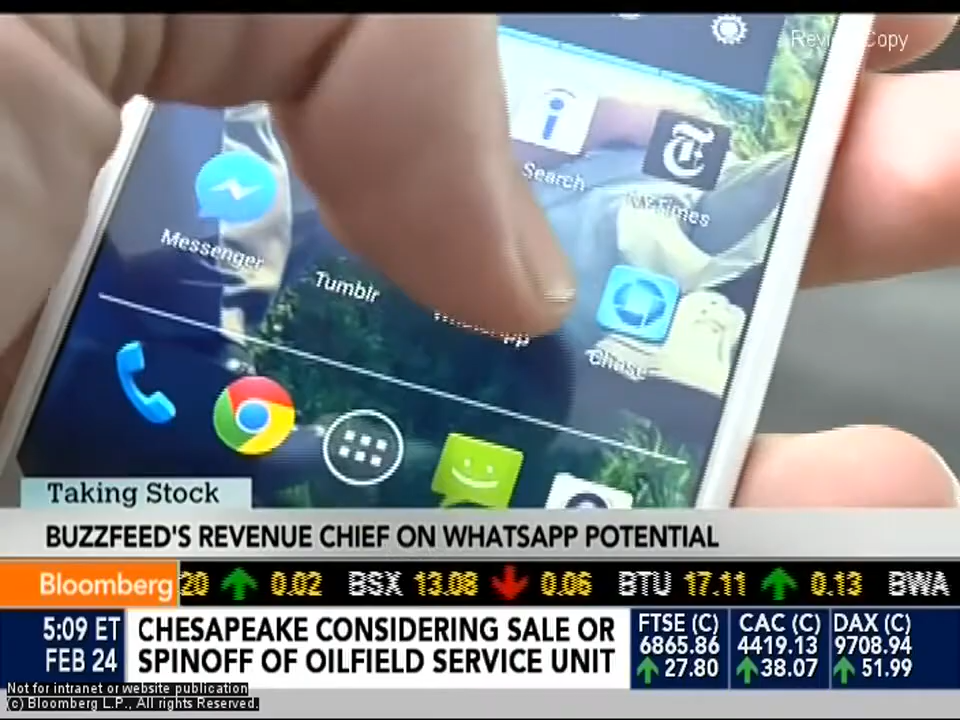 Review Copy
Search
NYTimes
Messenger
Tumblr
WhatsApp
Chase
Taking Stock
BUZZFEED'S REVENUE CHIEF ON WHATSAPP POTENTIAL
Bloomberg 20 0.02 BSX 13.08 0.06 BTU 17.11 0.13 BWA
5:09 ET
FEB 24
CHESAPEAKE CONSIDERING SALE OR
SPINOFF OF OILFIELD SERVICE UNIT
FTSE (C) CAC (C) DAX (C)
6865.86 4419.13 9708.94
27.80 38.07 51.99
Not for intranet or website publication
(c) Bloomberg L.P., All rights Reserved.